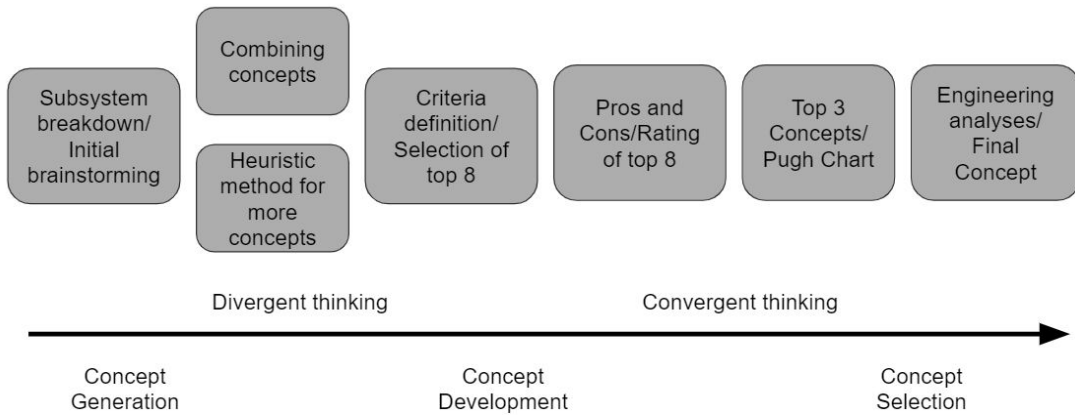 Subsystem
breakdown/
Initial
brainstorming
Combining
concepts
Heuristic
method for
more
concepts
Criteria
definition/
Selection of
top 8
Pros and
Cons/Rating
of top 8
Top 3
Concepts/
Pugh Chart
Engineering
analyses/
Final
Concept
Divergent thinking
Convergent thinking
Concept
Generation
Concept
Development
Concept
Selection